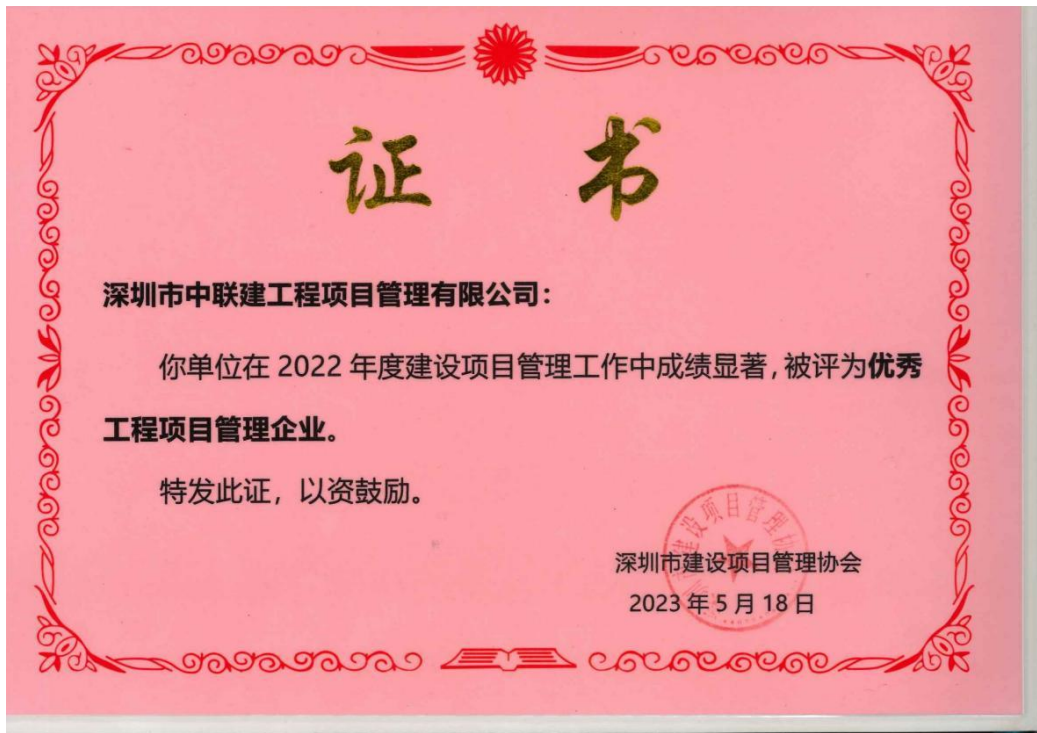 证 书
深圳市中联建工程项目管理有限公司：
你单位在 2022 年度建设项目管理工作中成绩显著，被评为优秀
工程项目管理企业。
特发此证，以资鼓励。
深圳市建设项目管理协会
2023 年 5 月 18 日